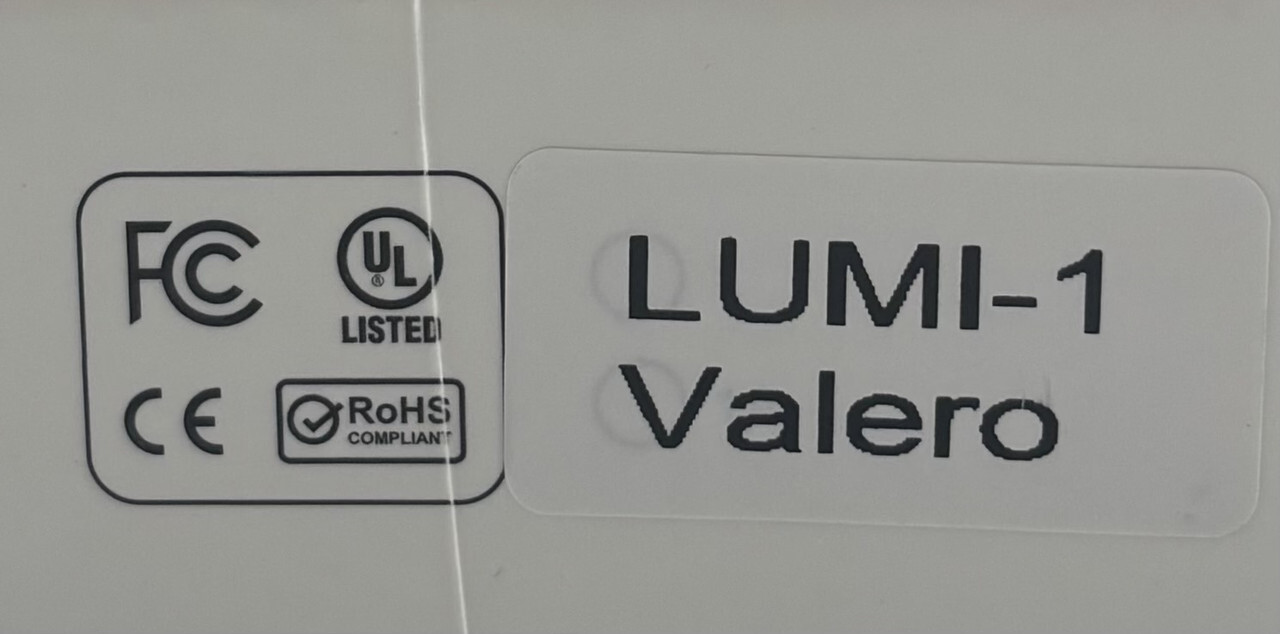 FC
UL
®
LISTED
CE
RoHS
COMPLIANT
LUMI-1
Valero